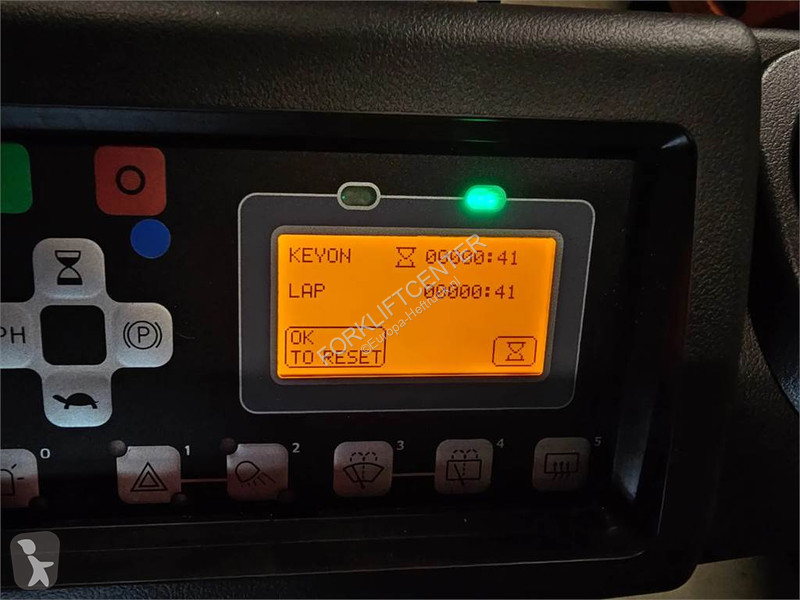 KEYON 00000:41
LAP 00000:41
OK
TO RESET
PH
P
0
1
2
3
4
5
FORKLIFTCENTER